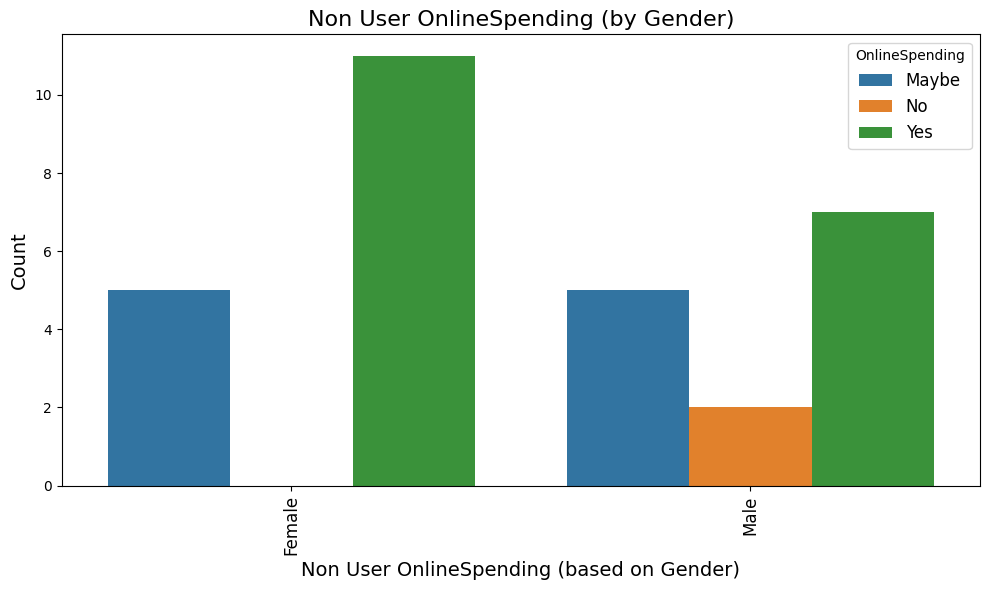 Non User OnlineSpending (by Gender)
OnlineSpending
Maybe
No
Yes
Count
10
8
6
4
2
0
Female
Male
Non User OnlineSpending (based on Gender)